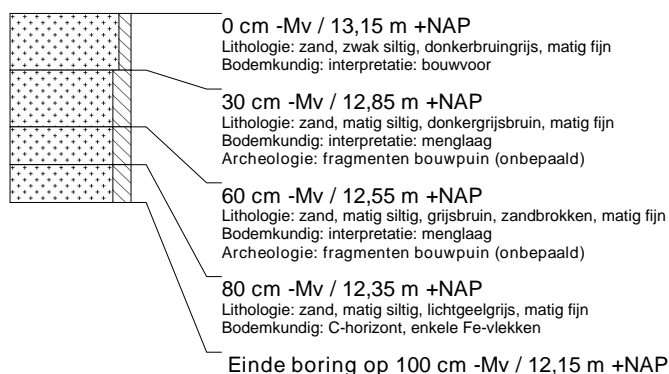 0 cm -Mv / 13,15 m +NAP
Lithologie: zand, zwak siltig, donkerbruingrijs, matig fijn
Bodemkundig: interpretatie: bouwvoor
30 cm -Mv / 12,85 m +NAP
Lithologie: zand, matig siltig, donkergrijsbruin, matig fijn
Bodemkundig: interpretatie: menglaag
Archeologie: fragmenten bouwpuin (onbepaald)
60 cm -Mv / 12,55 m +NAP
Lithologie: zand, matig siltig, grijsbruin, zandbrokken, matig fijn
Bodemkundig: interpretatie: menglaag
Archeologie: fragmenten bouwpuin (onbepaald)
80 cm -Mv / 12,35 m +NAP
Lithologie: zand, matig siltig, lichtgeelgrijs, matig fijn
Bodemkundig: C-horizont, enkele Fe-vlekken
Einde boring op 100 cm -Mv / 12,15 m +NAP